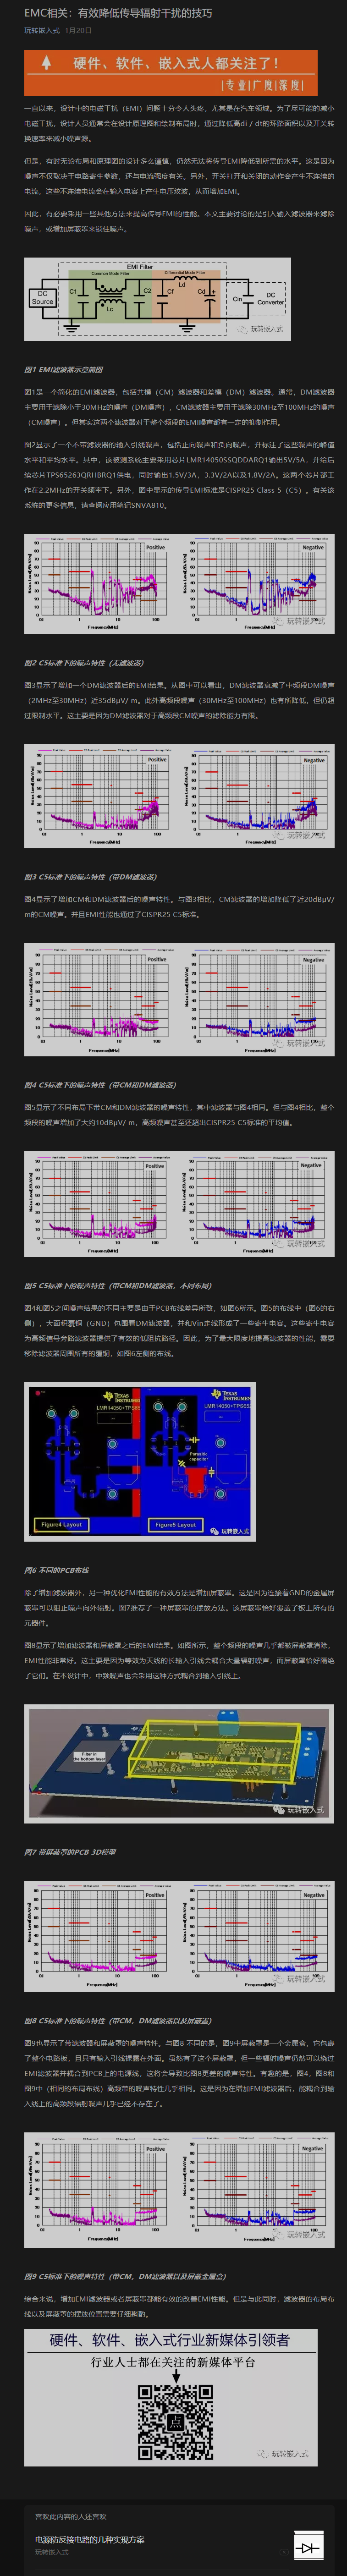 EMC相关：有效降低传导辐射干扰的技巧
玩转嵌入式 1月20日
硬件、软件、嵌入式人都关注了！
|专业|广度|深度|
一直以来，设计中的电磁干扰（EMI）问题十分令人头疼，尤其是在汽车领域。为了尽可能的减小
电磁干扰，设计人员通常会在设计原理图和绘制布局时，通过降低高di / dt的环路面积以及开关转
换速率来减小噪声源。
但是，有时无论布局和原理图的设计多么谨慎，仍然无法将传导EMI降低到所需的水平。这是因为
噪声不仅取决于电路寄生参数，还与电流强度有关。另外，开关打开和关闭的动作会产生不连续的
电流，这些不连续电流会在输入电容上产生电压纹波，从而增加EMI。
因此，有必要采用一些其他方法来提高传导EMI的性能。本文主要讨论的是引入输入滤波器来滤除
噪声，或增加屏蔽罩来锁住噪声。
EMI Filter
Common Mode Filter
Differential Mode Filter
DC Source
C1
Lc
C2
Cf
Ld
Cd
Cin
DC Converter
玩转嵌入式
图1 EMI滤波器示意简图
图1是一个简化的EMI滤波器，包括共模（CM）滤波器和差模（DM）滤波器。通常，DM滤波器
主要用于滤除小于30MHz的噪声（DM噪声），CM滤波器主要用于滤除30MHz至100MHz的噪声
（CM噪声）。但其实这两个滤波器对于整个频段的EMI噪声都有一定的抑制作用。
图2显示了一个不带滤波器的输入引线噪声，包括正向噪声和负向噪声，并标注了这些噪声的峰值
水平和平均水平。其中，该被测系统主要采用芯片LMR14050SSQDDARQ1输出5V/5A，并给后
续芯片TPS65263QRHBRQ1供电，同时输出1.5V/3A，3.3V/2A以及1.8V/2A。这两个芯片都工
作在2.2MHz的开关频率下。另外，图中显示的传导EMI标准是CISPR25 Class 5（C5）。有关该
系统的更多信息，请查阅应用笔记SNVA810。
Positive
Negative
玩转嵌入式
图2 C5标准下的噪声特性（无滤波器）
图3显示了增加一个DM滤波器后的EMI结果。从图中可以看出，DM滤波器衰减了中频段DM噪声
（2MHz至30MHz）近35dBμV/ m。此外高频段噪声（30MHz至100MHz）也有所降低，但仍超
过限制水平。这主要是因为DM滤波器对于高频段CM噪声的滤除能力有限。
Positive
Negative
玩转嵌入式
图3 C5标准下的噪声特性（带DM滤波器）
图4显示了增加CM和DM滤波器后的噪声特性。与图3相比，CM滤波器的增加降低了近20dBμV/
m的CM噪声。并且EMI性能也通过了CISPR25 C5标准。
Positive
Negative
玩转嵌入式
图4 C5标准下的噪声特性（带CM和DM滤波器）
图5显示了不同布局下带CM和DM滤波器的噪声特性，其中滤波器与图4相同。但与图4相比，整个
频段的噪声增加了大约10dBμV/ m，高频噪声甚至还超出CISPR25 C5标准的平均值。
Positive
Negative
玩转嵌入式
图5 C5标准下的噪声特性（带CM和DM滤波器，不同布局）
图4和图5之间噪声结果的不同主要是由于PCB布线差异所致，如图6所示。图5的布线中（图6的右
侧），大面积覆铜（GND）包围着DM滤波器，并和Vin走线形成了一些寄生电容。这些寄生电容
为高频信号旁路滤波器提供了有效的低阻抗路径。因此，为了最大限度地提高滤波器的性能，需要
移除滤波器周围所有的覆铜，如图6左侧的布线。
TEXAS INSTRUMENTS
LMR14050+TPS65
TEXAS INSTRUMEN
LMR14050+TPS652
Parasitic capacitor
Figure4 Layout
Figure5 Layout
玩转嵌入式
图6 不同的PCB布线
除了增加滤波器外，另一种优化EMI性能的有效方法是增加屏蔽罩。这是因为连接着GND的金属屏
蔽罩可以阻止噪声向外辐射。图7推荐了一种屏蔽罩的摆放方法。该屏蔽罩恰好覆盖了板上所有的
元器件。
图8显示了增加滤波器和屏蔽罩之后的EMI结果。如图所示，整个频段的噪声几乎都被屏蔽罩消除，
EMI性能非常好。这主要是因为等效为天线的长输入引线会耦合大量辐射噪声，而屏蔽罩恰好隔绝
了它们。在本设计中，中频噪声也会采用这种方式耦合到输入引线上。
Filter in
the bottom layer
玩转嵌入式
图7 带屏蔽罩的PCB 3D模型
Positive
Negative
玩转嵌入式
图8 C5标准下的噪声特性（带CM，DM滤波器以及屏蔽罩）
图9也显示了带滤波器和屏蔽罩的噪声特性。与图8 不同的是，图9中屏蔽罩是一个金属盒，它包裹
了整个电路板，且只有输入引线裸露在外面。虽然有了这个屏蔽罩，但一些辐射噪声仍然可以绕过
EMI滤波器并耦合到PCB上的电源线，这将会导致比图8更差的噪声特性。有趣的是，图4，图8和
图9中（相同的布局布线）高频带的噪声特性几乎相同。这是因为在增加EMI滤波器后，能耦合到输
入线上的高频段辐射噪声几乎已经不存在了。
Positive
Negative
玩转嵌入式
图9 C5标准下的噪声特性（带CM，DM滤波器以及屏蔽金属盒）
综合来说，增加EMI滤波器或者屏蔽罩都能有效的改善EMI性能。但是与此同时，滤波器的布局布
线以及屏蔽罩的摆放位置需要仔细斟酌。
硬件、软件、嵌入式行业新媒体引领者
行业人士都在关注的新媒体平台
点
玩转嵌入式
喜欢此内容的人还喜欢
电源防反接电路的几种实现方案
玩转嵌入式